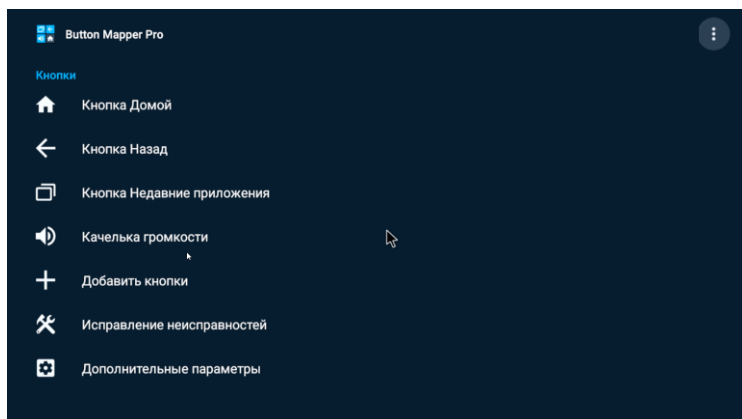 Button Mapper Pro
Кнопки
Кнопка Домой
Кнопка Назад
Кнопка Недавние приложения
Качелька громкости
Добавить кнопки
Исправление неисправностей
Дополнительные параметры